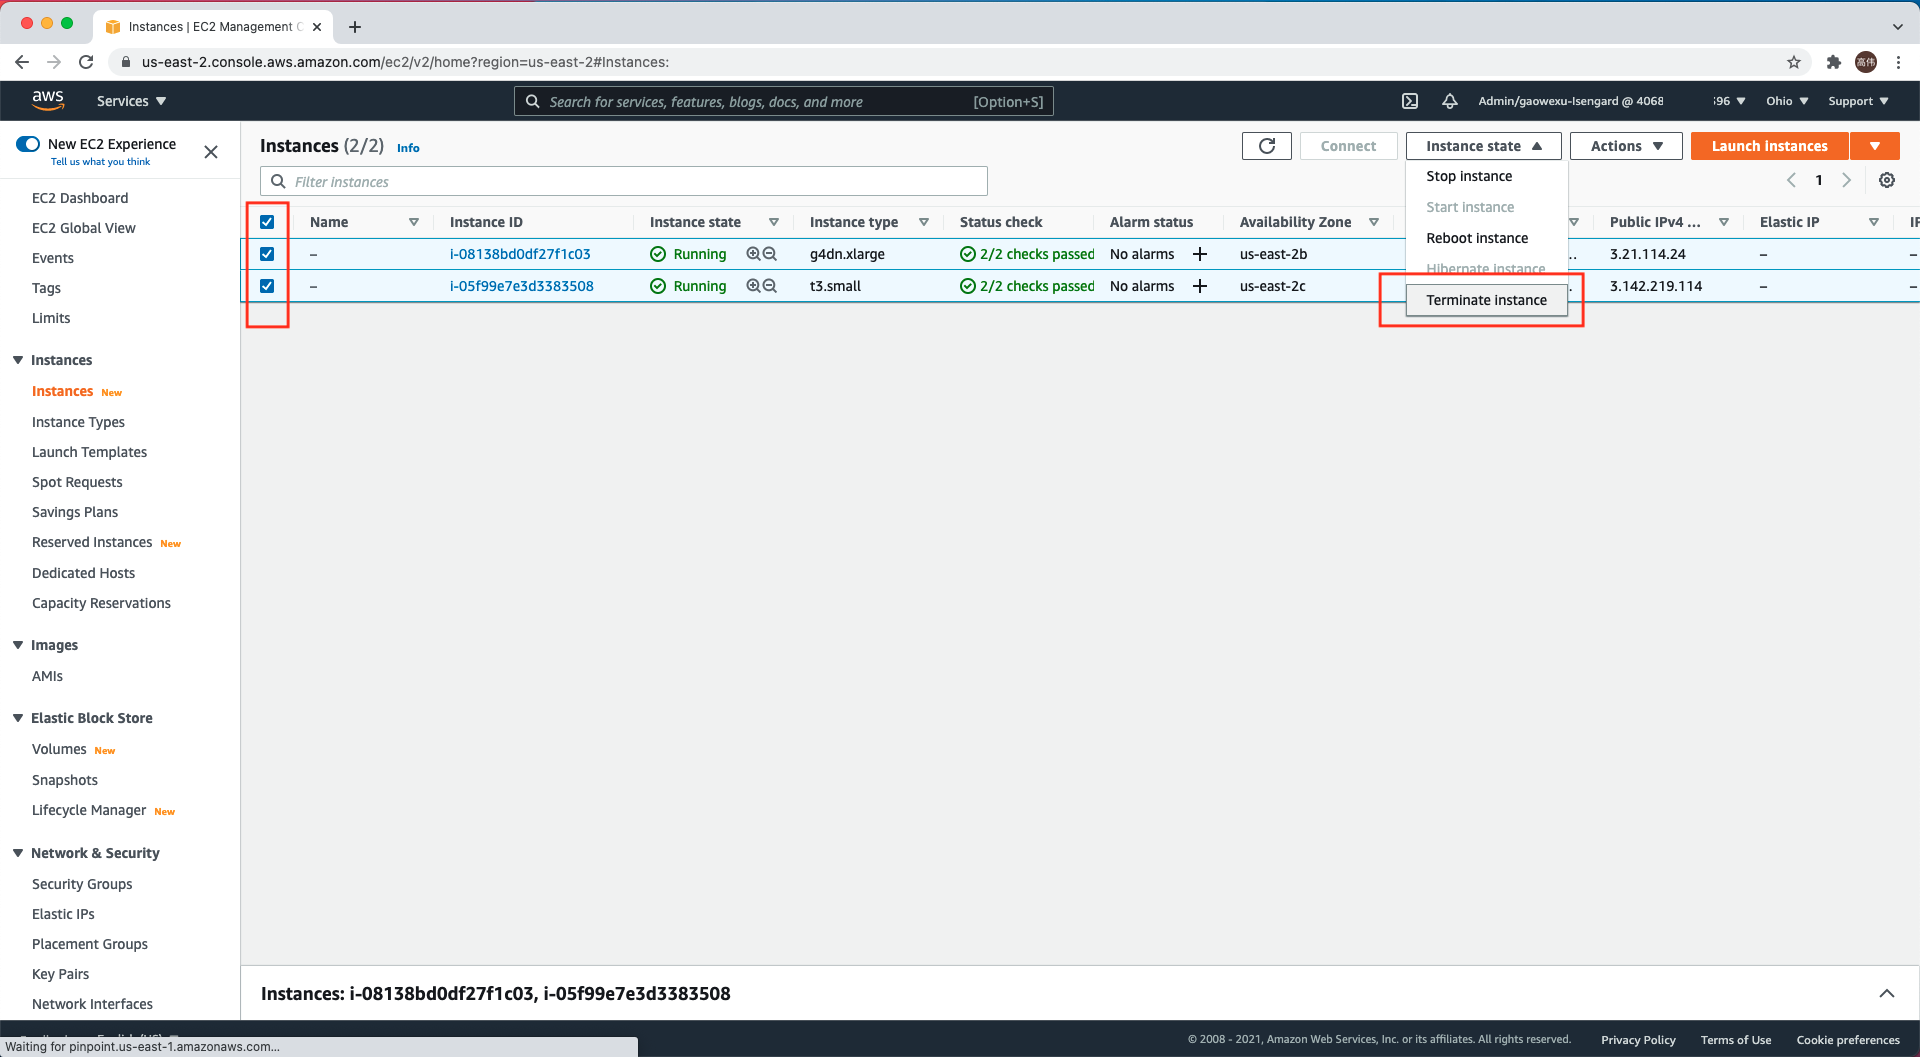 Instances | EC2 Management C
us-east-2.console.aws.amazon.com/ec2/v2/home?region=us-east-2#Instances:
高伟
aws
Services
Search for services, features, blogs, docs, and more [Option+S]
Admin/gaowexu-Isengard @ 4068
96
Ohio
Support
New EC2 Experience
Tell us what you think
EC2 Dashboard
EC2 Global View
Events
Tags
Limits
Instances
Instances New
Instance Types
Launch Templates
Spot Requests
Savings Plans
Reserved Instances New
Dedicated Hosts
Capacity Reservations
Images
AMIs
Elastic Block Store
Volumes New
Snapshots
Lifecycle Manager New
Network & Security
Security Groups
Elastic IPs
Placement Groups
Key Pairs
Network Interfaces
Instances (2/2) Info
Connect
Instance state
Actions
Launch instances
Filter instances
1
Stop instance
Start instance
Reboot instance
Hibernate instance
Terminate instance
Name Instance ID Instance state Instance type Status check Alarm status Availability Zone Public IPv4 ... Elastic IP IP
– i-08138bd0df27f1c03 Running g4dn.xlarge 2/2 checks passed No alarms + us-east-2b .. 3.21.114.24 – –
– i-05f99e7e3d3383508 Running t3.small 2/2 checks passed No alarms + us-east-2c . 3.142.219.114 – –
Instances: i-08138bd0df27f1c03, i-05f99e7e3d3383508
Waiting for pinpoint.us-east-1.amazonaws.com...
© 2008 - 2021, Amazon Web Services, Inc. or its affiliates. All rights reserved.
Privacy Policy
Terms of Use
Cookie preferences